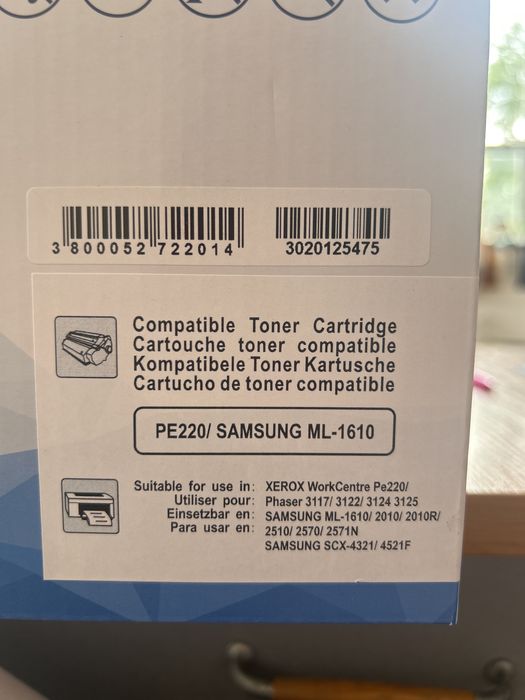 3 800052 722014
3020125475
Compatible Toner Cartridge
Cartouche toner compatible
Kompatibele Toner Kartusche
Cartucho de toner compatible
PE220/ SAMSUNG ML-1610
Suitable for use in: XEROX WorkCentre Pe220/
Utiliser pour: Phaser 3117/ 3122/ 3124 3125
Einsetzbar en: SAMSUNG ML-1610/ 2010/ 2010R/
Para usar en: 2510/ 2570/ 2571N
SAMSUNG SCX-4321/ 4521F